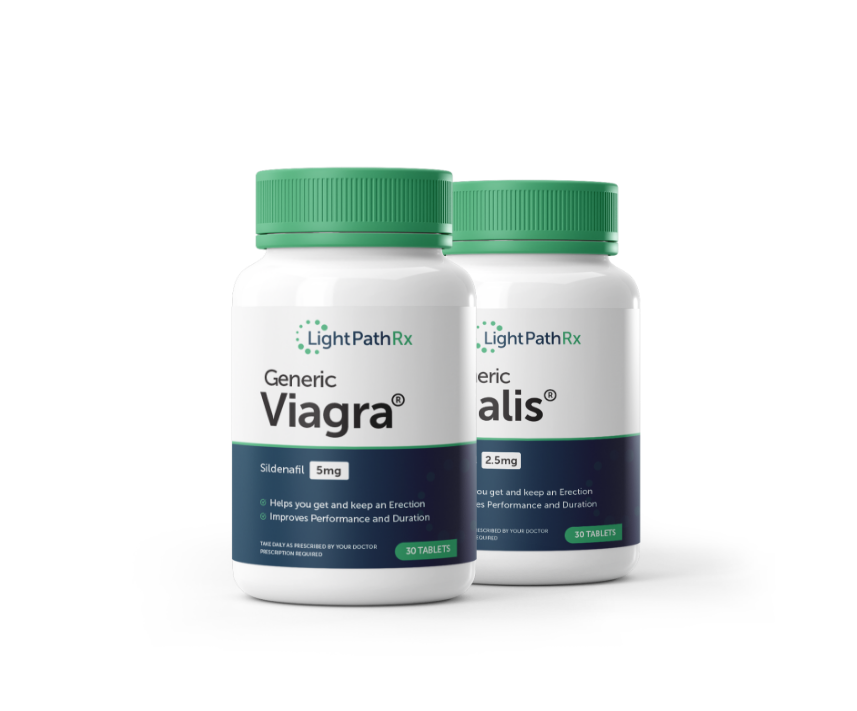 LightPathRx
Generic
Viagra®
Sildenafil 5mg
Helps you get and keep an Erection
Improves Performance and Duration
TAKE DAILY AS PRESCRIBED BY YOUR DOCTOR
PRESCRIPTION REQUIRED
30 TABLETS
LightPathRx
eric
alis®
2.5mg
ou get and keep an Erection
es Performance and Duration
ESCRIBED BY YOUR DOCTOR
QUIRED
30 TABLETS